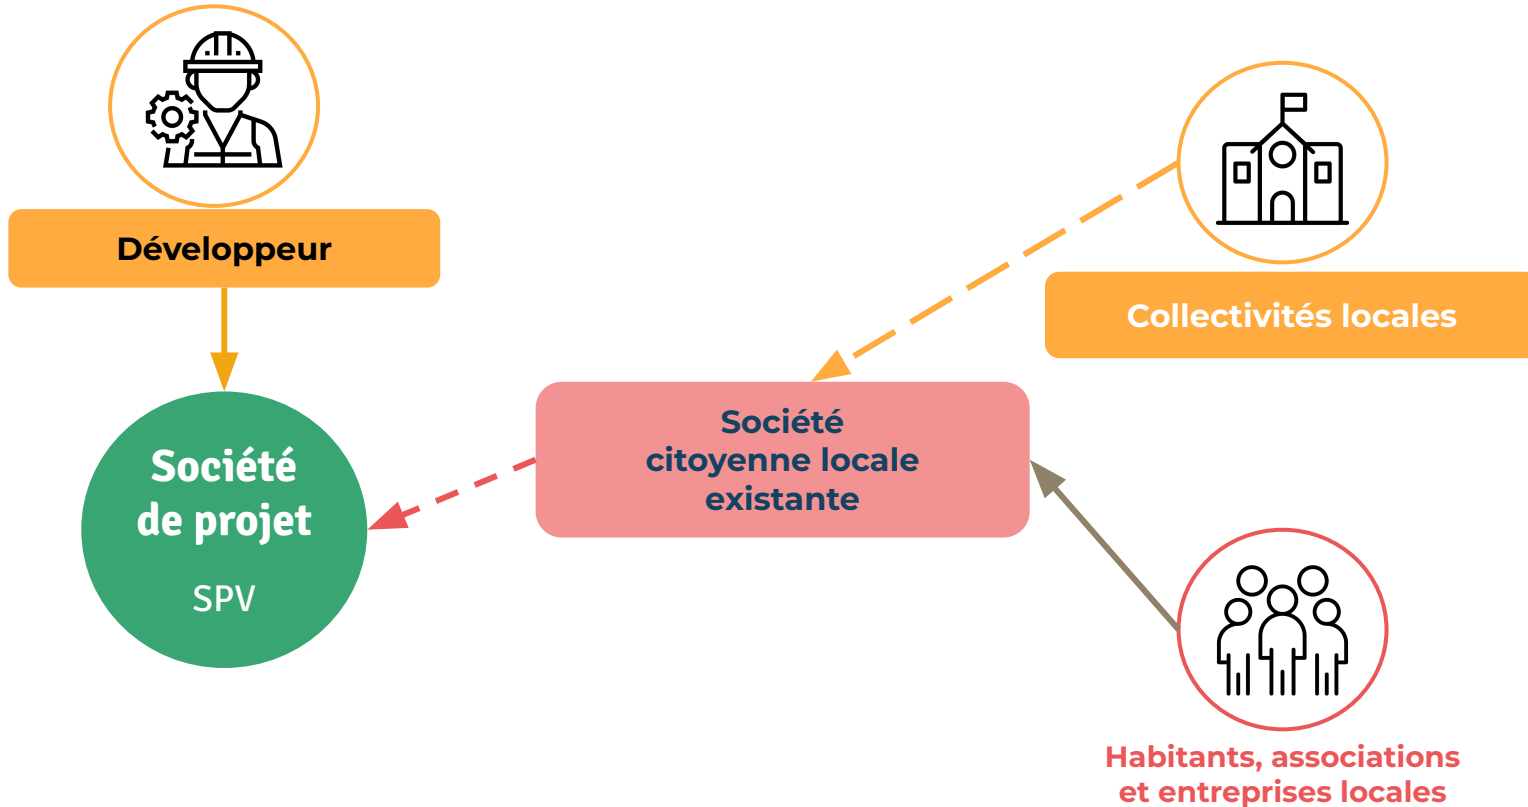 Développeur
Collectivités locales
Société
citoyenne locale
existante
Société
de projet
SPV
Habitants, associations
et entreprises locales